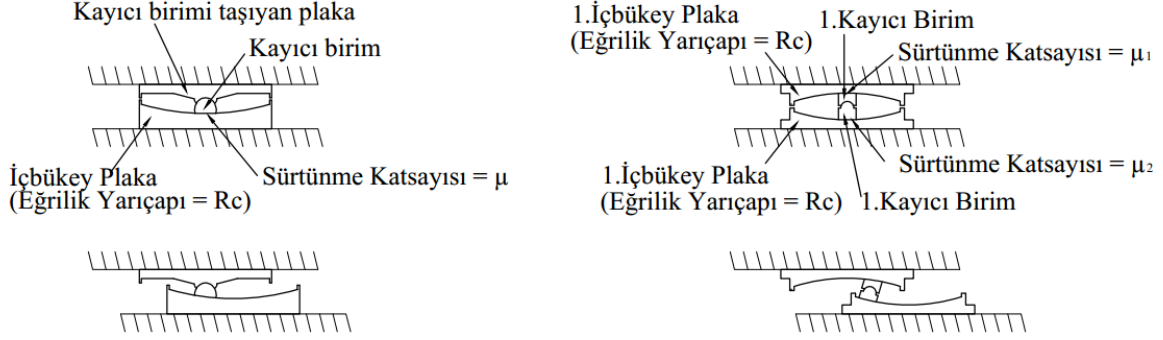 Kayıcı birimi taşıyan plaka
Kayıcı birim
İçbükey Plaka
(Eğrilik Yarıçapı = Rc)
Sürtünme Katsayısı = μ
1.İçbükey Plaka
(Eğrilik Yarıçapı = Rc)
1.Kayıcı Birim
Sürtünme Katsayısı = μ1
Sürtünme Katsayısı = μ2
1.İçbükey Plaka
(Eğrilik Yarıçapı = Rc)
1.Kayıcı Birim